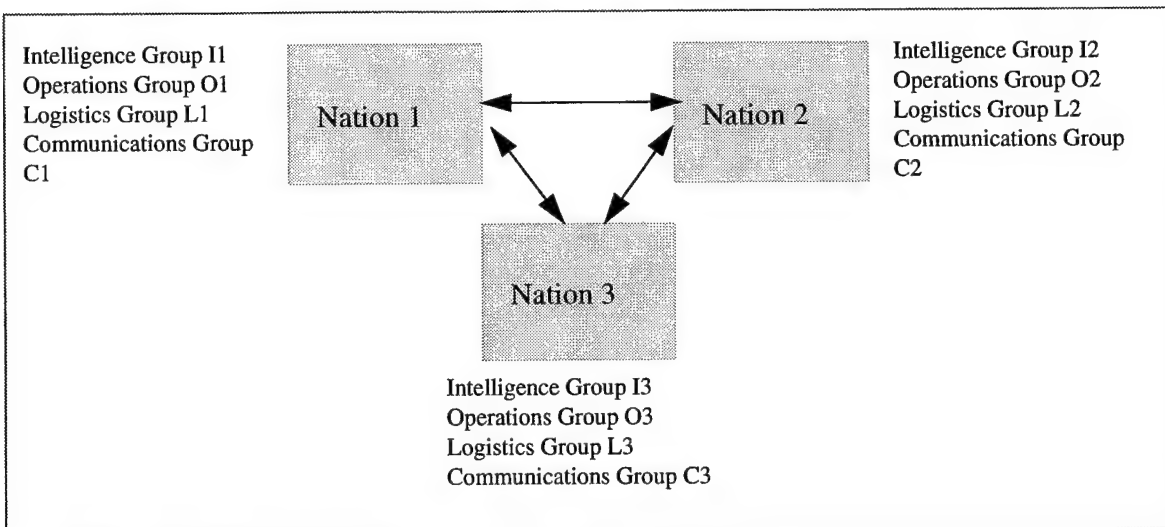 Intelligence Group I1
Operations Group O1
Logistics Group L1
Communications Group
C1
Nation 1
Nation 2
Intelligence Group I2
Operations Group O2
Logistics Group L2
Communications Group
C2
Nation 3
Intelligence Group I3
Operations Group O3
Logistics Group L3
Communications Group C3